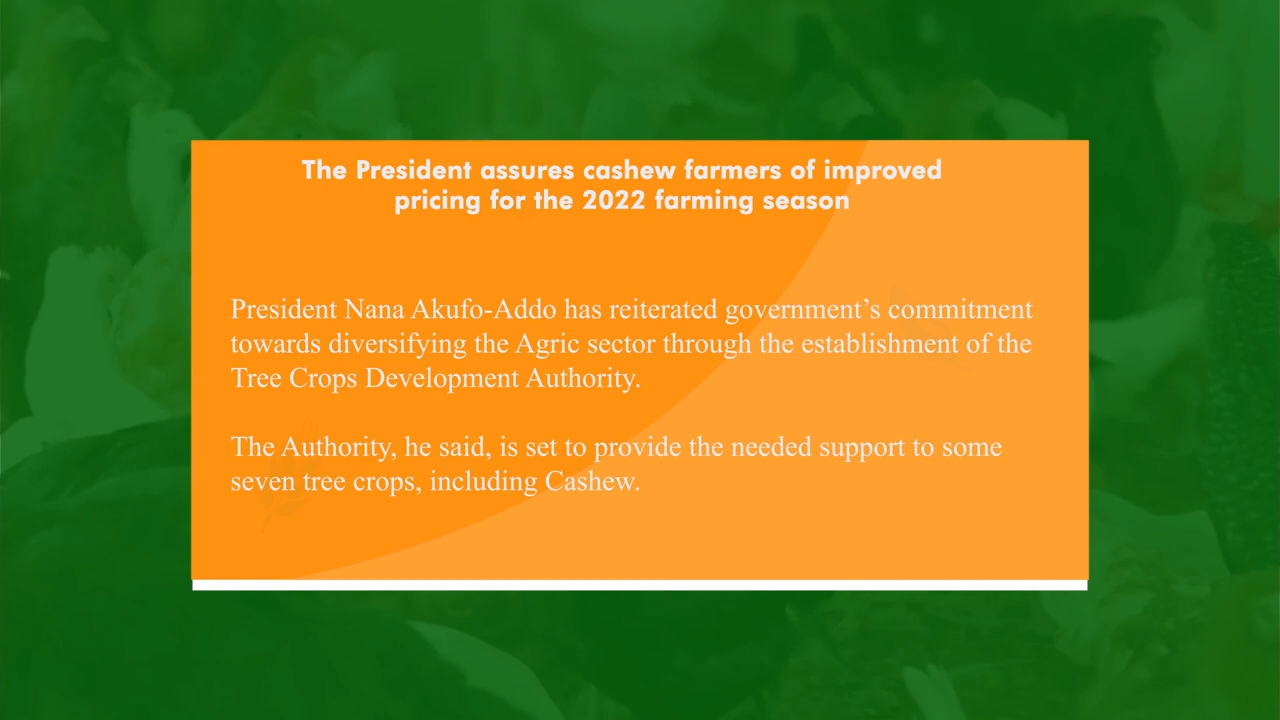 The President assures cashew farmers of improved
pricing for the 2022 farming season
President Nana Akufo-Addo has reiterated government’s commitment
towards diversifying the Agric sector through the establishment of the
Tree Crops Development Authority.
The Authority, he said, is set to provide the needed support to some
seven tree crops, including Cashew.